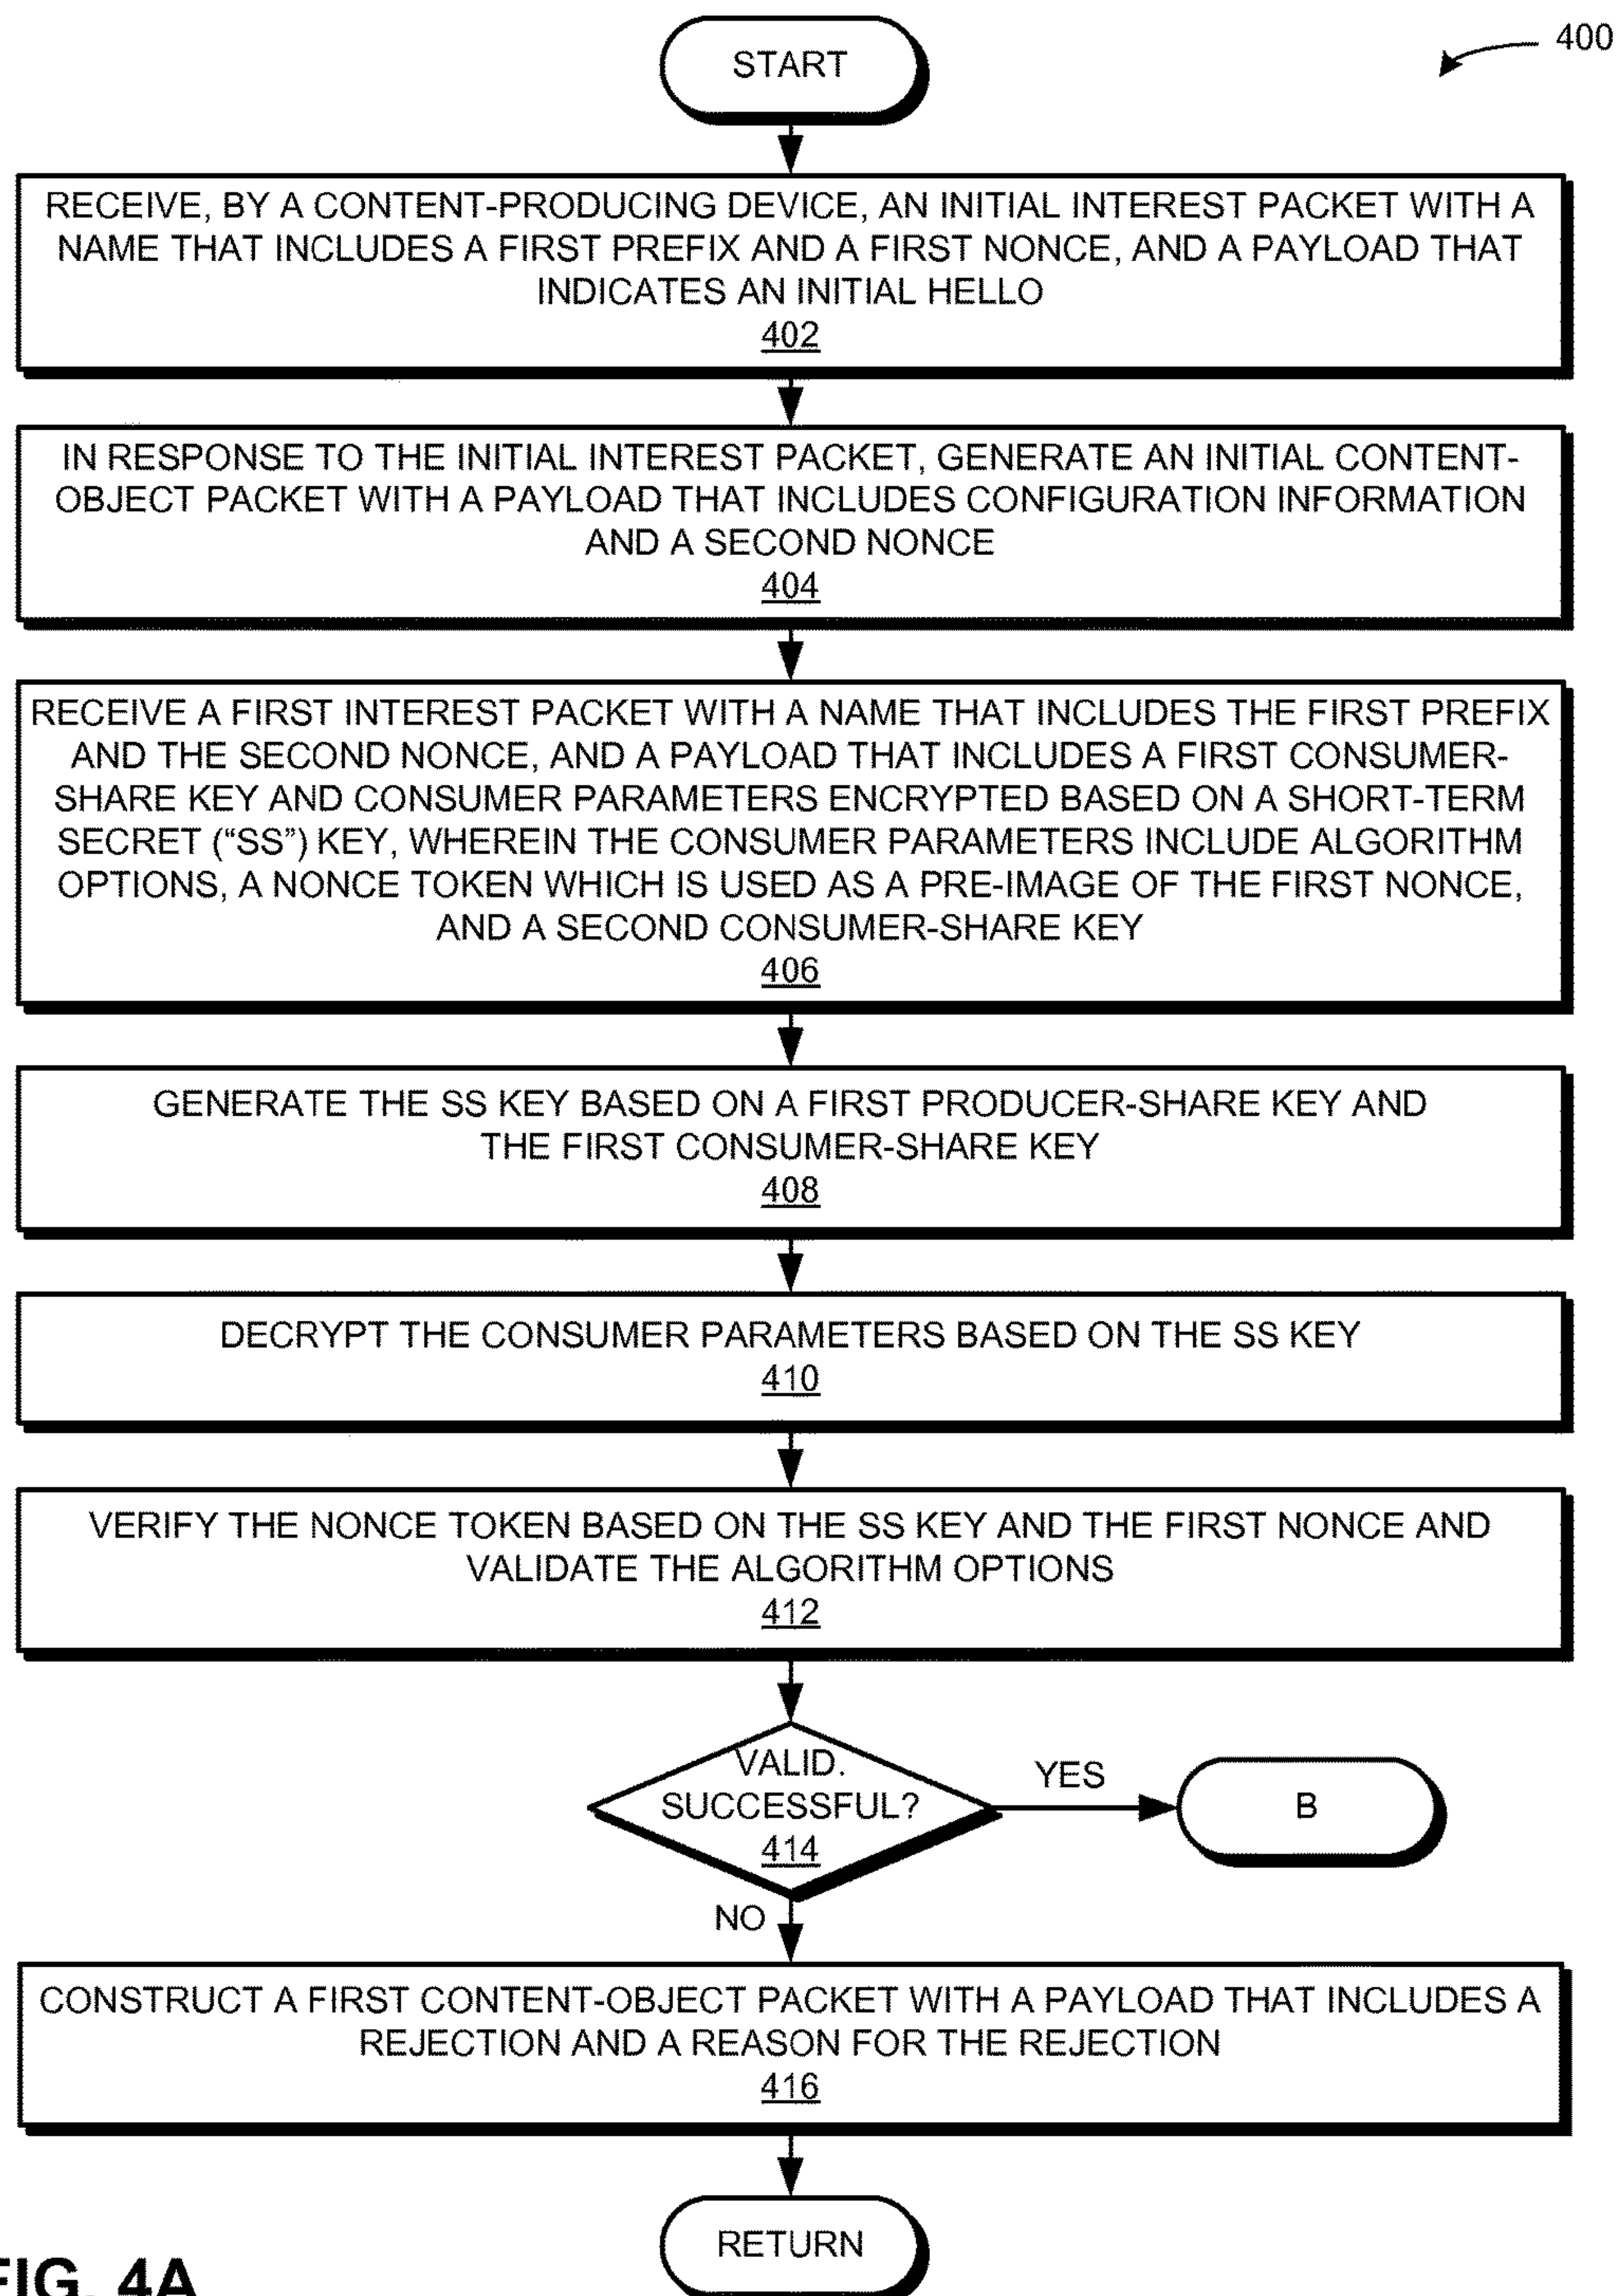 START
400
RECEIVE, BY A CONTENT-PRODUCING DEVICE, AN INITIAL INTEREST PACKET WITH A
NAME THAT INCLUDES A FIRST PREFIX AND A FIRST NONCE, AND A PAYLOAD THAT
INDICATES AN INITIAL HELLO
402
IN RESPONSE TO THE INITIAL INTEREST PACKET, GENERATE AN INITIAL CONTENT-
OBJECT PACKET WITH A PAYLOAD THAT INCLUDES CONFIGURATION INFORMATION
AND A SECOND NONCE
404
RECEIVE A FIRST INTEREST PACKET WITH A NAME THAT INCLUDES THE FIRST PREFIX
AND THE SECOND NONCE, AND A PAYLOAD THAT INCLUDES A FIRST CONSUMER-
SHARE KEY AND CONSUMER PARAMETERS ENCRYPTED BASED ON A SHORT-TERM
SECRET (“SS”) KEY, WHEREIN THE CONSUMER PARAMETERS INCLUDE ALGORITHM
OPTIONS, A NONCE TOKEN WHICH IS USED AS A PRE-IMAGE OF THE FIRST NONCE,
AND A SECOND CONSUMER-SHARE KEY
406
GENERATE THE SS KEY BASED ON A FIRST PRODUCER-SHARE KEY AND
THE FIRST CONSUMER-SHARE KEY
408
DECRYPT THE CONSUMER PARAMETERS BASED ON THE SS KEY
410
VERIFY THE NONCE TOKEN BASED ON THE SS KEY AND THE FIRST NONCE AND
VALIDATE THE ALGORITHM OPTIONS
412
VALID.
SUCCESSFUL?
414
YES
B
NO
CONSTRUCT A FIRST CONTENT-OBJECT PACKET WITH A PAYLOAD THAT INCLUDES A
REJECTION AND A REASON FOR THE REJECTION
416
RETURN
FIG. 4A